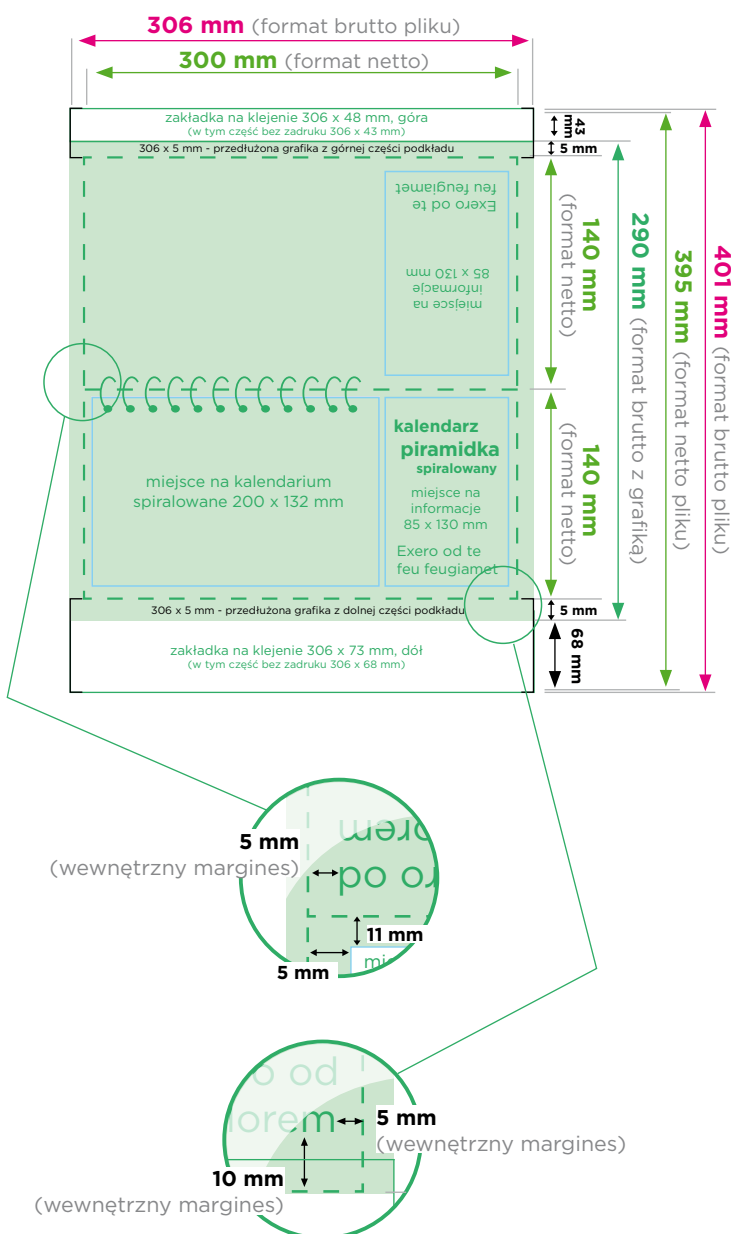 306 mm (format brutto pliku)
300 mm (format netto)
zakładka na klejenie 306 x 48 mm, góra
(w tym część bez zadruku 306 x 43 mm)
43 mm
306 x 5 mm - przedłużona grafika z górnej części podkładu
5 mm
Exero od te
feu feugiamet
miejsce na
informacje
85 x 130 mm
140 mm
(format netto)
290 mm (format brutto z grafiką)
395 mm (format netto pliku)
401 mm (format brutto pliku)
miejsce na kalendarium
spiralowane 200 x 132 mm
kalendarz
piramidka
spiralowany
miejsce na
informacje
85 x 130 mm
Exero od te
feu feugiamet
140 mm
(format netto)
306 x 5 mm - przedłużona grafika z dolnej części podkładu
5 mm
zakładka na klejenie 306 x 73 mm, dół
(w tym część bez zadruku 306 x 68 mm)
68 mm
5 mm
(wewnętrzny margines)
orem
ro od
11 mm
5 mm
mie
o od
lorem
5 mm
(wewnętrzny margines)
10 mm
(wewnętrzny margines)